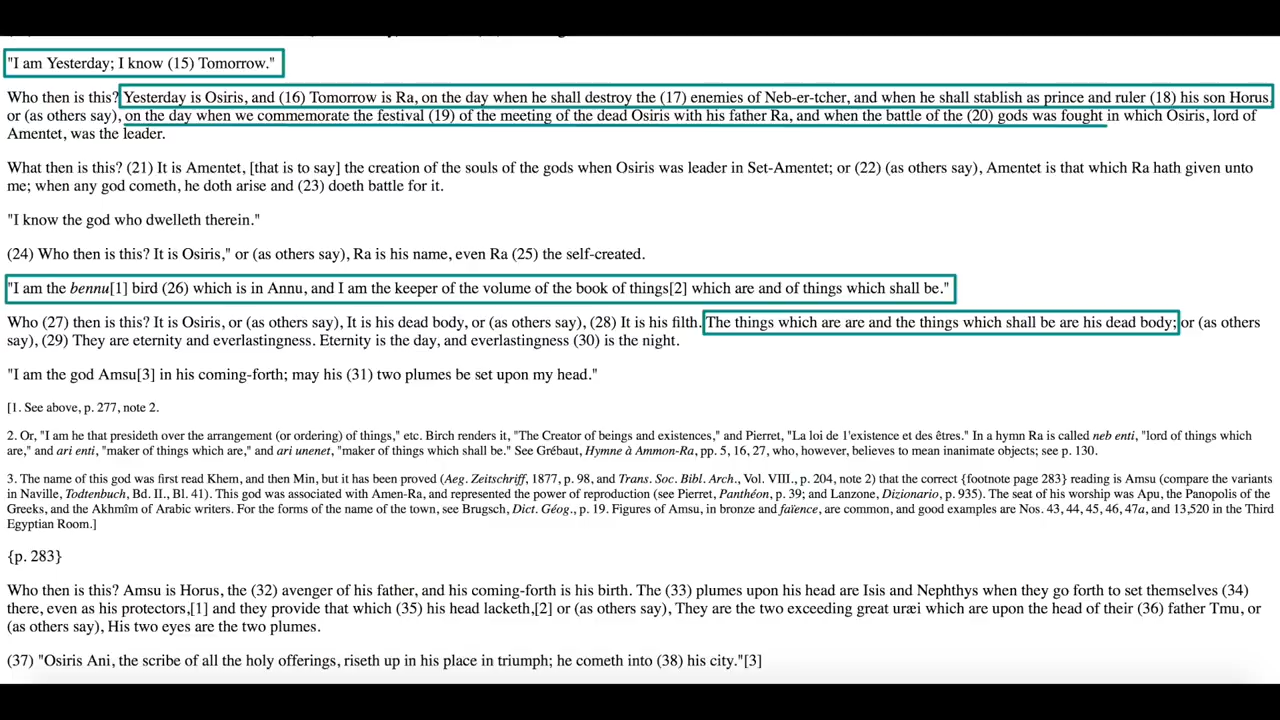 "I am Yesterday; I know (15) Tomorrow."
Who then is this? Yesterday is Osiris, and (16) Tomorrow is Ra, on the day when he shall destroy the (17) enemies of Neb-er-tcher, and when he shall stablish as prince and ruler (18) his son Horus,
or (as others say), on the day when we commemorate the festival (19) of the meeting of the dead Osiris with his father Ra, and when the battle of the (20) gods was fought in which Osiris, lord of
Amentet, was the leader.
What then is this? (21) It is Amentet, [that is to say] the creation of the souls of the gods when Osiris was leader in Set-Amentet; or (22) (as others say), Amentet is that which Ra hath given unto
me; when any god cometh, he doth arise and (23) doeth battle for it.
"I know the god who dwelleth therein."
(24) Who then is this? It is Osiris," or (as others say), Ra is his name, even Ra (25) the self-created.
"I am the bennu[1] bird (26) which is in Annu, and I am the keeper of the volume of the book of things[2] which are and of things which shall be."
Who (27) then is this? It is Osiris, or (as others say), It is his dead body, or (as others say), (28) It is his filth. The things which are are and the things which shall be are his dead body; or (as others
say), (29) They are eternity and everlastingness. Eternity is the day, and everlastingness (30) is the night.
"I am the god Amsu[3] in his coming-forth; may his (31) two plumes be set upon my head."
[1. See above, p. 277, note 2.
2. Or, "I am he that presideth over the arrangement (or ordering) of things," etc. Birch renders it, "The Creator of beings and existences," and Pierret, "La loi de l'existence et des êtres." In a hymn Ra is called neb enti, "lord of things which
are," and ari enti, "maker of things which are," and ari unenet, "maker of things which shall be." See Grébaut, Hymne à Ammon-Ra, pp. 5, 16, 27, who, however, believes to mean inanimate objects; see p. 130.
3. The name of this god was first read Khem, and then Min, but it has been proved (Aeg. Zeitschrift, 1877, p. 98, and Trans. Soc. Bibl. Arch., Vol. VIII., p. 204, note 2) that the correct {footnote page 283} reading is Amsu (compare the variants
in Naville, Todtenbuch, Bd. II., Bl. 41). This god was associated with Amen-Ra, and represented the power of reproduction (see Pierret, Panthéon, p. 39; and Lanzone, Dizionario, p. 935). The seat of his worship was Apu, the Panopolis of the
Greeks, and the Akhmîm of Arabic writers. For the forms of the name of the town, see Brugsch, Dict. Géog., p. 19. Figures of Amsu, in bronze and faïence, are common, and good examples are Nos. 43, 44, 45, 46, 47a, and 13,520 in the Third
Egyptian Room.]
{p. 283}
Who then is this? Amsu is Horus, the (32) avenger of his father, and his coming-forth is his birth. The (33) plumes upon his head are Isis and Nephthys when they go forth to set themselves (34)
there, even as his protectors,[1] and they provide that which (35) his head lacketh,[2] or (as others say), They are the two exceeding great uræi which are upon the head of their (36) father Tmu, or
(as others say), His two eyes are the two plumes.
(37) "Osiris Ani, the scribe of all the holy offerings, riseth up in his place in triumph; he cometh into (38) his city."[3]